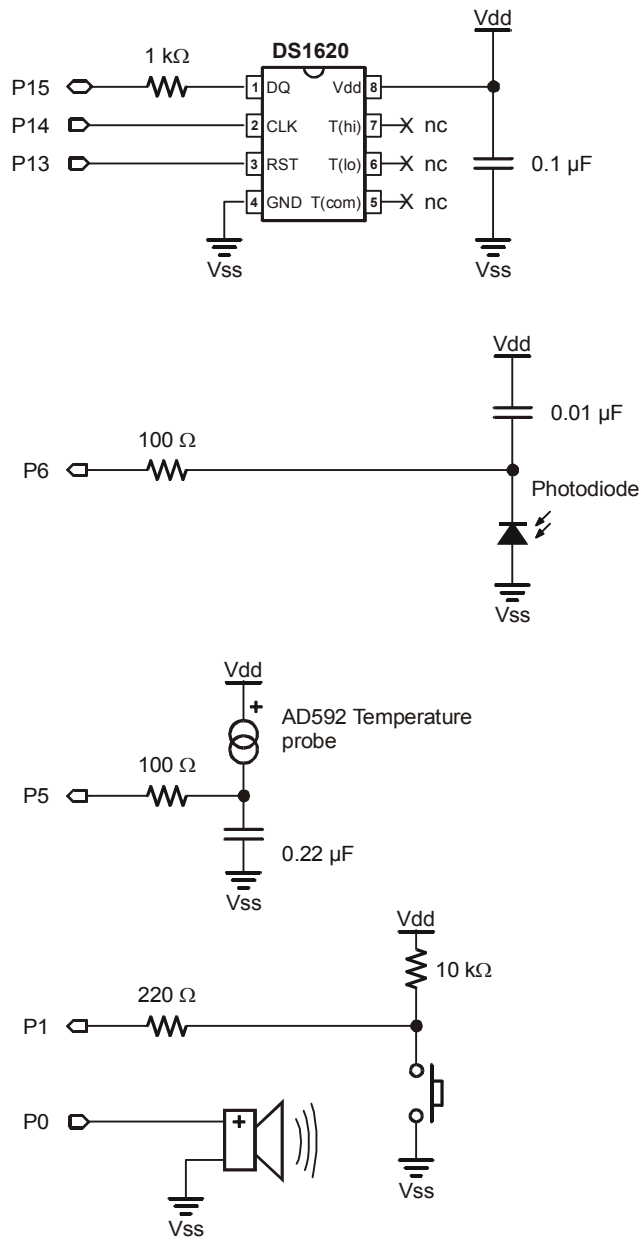 Vdd
DS1620
1 kΩ
P15
1 DQ Vdd 8
P14
2 CLK T(hi) 7 X nc
P13
3 RST T(lo) 6 X nc
0.1 µF
4 GND T(com) 5 X nc
Vss
Vss
Vdd
0.01 µF
100 Ω
P6
Photodiode
Vss
Vdd
+
AD592 Temperature
probe
100 Ω
P5
0.22 µF
Vss
Vdd
10 kΩ
220 Ω
P1
P0
+
Vss
Vss